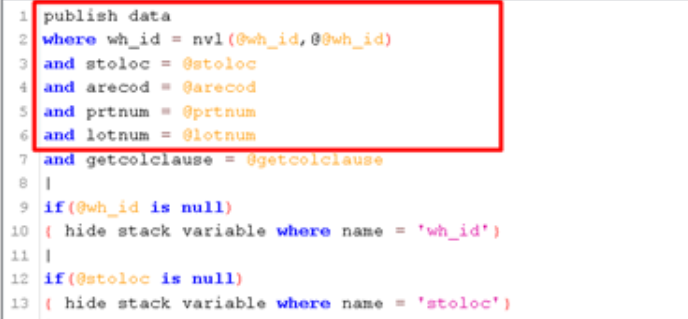 1 publish data
2 where wh_id = nvl(@wh_id,@@wh_id)
3 and stoloc = @stoloc
4 and arecod = @arecod
5 and prtnum = @prtnum
6 and lotnum = @lotnum
7 and getcolclause = @getcolclause
8 |
9 if(@wh_id is null)
10 { hide stack variable where name = 'wh_id'}
11 |
12 if(@stoloc is null)
13 { hide stack variable where name = 'stoloc'}